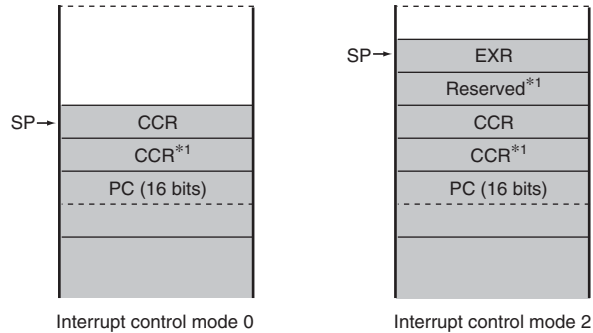 SP
CCR
CCR*1
PC (16 bits)
Interrupt control mode 0
SP
EXR
Reserved*1
CCR
CCR*1
PC (16 bits)
Interrupt control mode 2